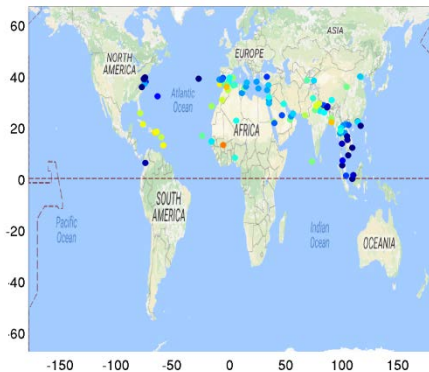 60
40
20
0
-20
-40
-60
NORTH
AMERICA
EUROPE
ASIA
Atlantic
Ocean
AFRICA
SOUTH
AMERICA
Pacific
Ocean
Indian
Ocean
OCEANIA
-150 -100 -50 0 50 100 150